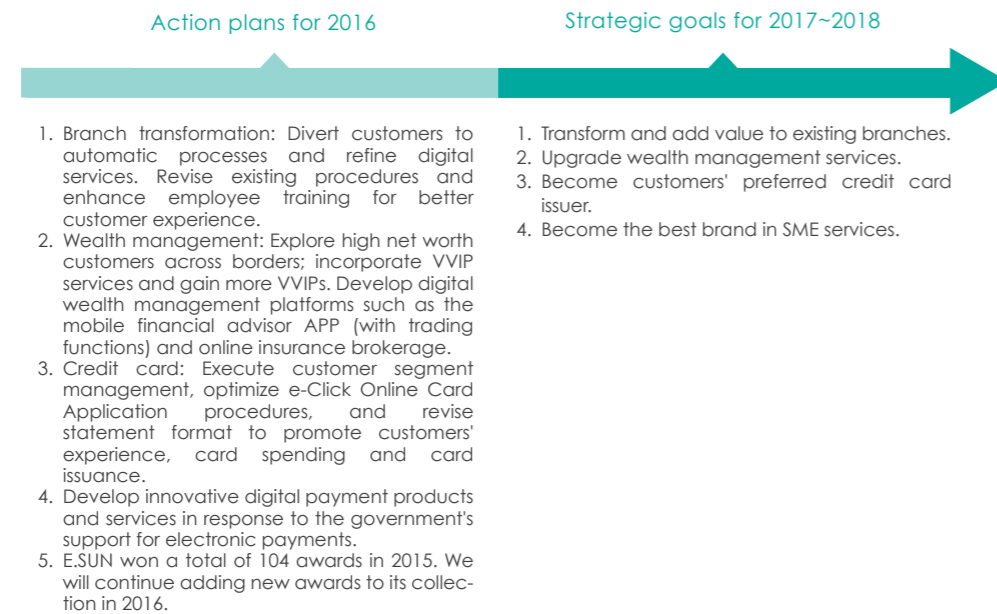 Action plans for 2016
Strategic goals for 2017~2018
1. Branch transformation: Divert customers to
automatic processes and refine digital
services. Revise existing procedures and
enhance employee training for better
customer experience.
2. Wealth management: Explore high net worth
customers across borders; incorporate VVIP
services and gain more VVIPs. Develop digital
wealth management platforms such as the
mobile financial advisor APP (with trading
functions) and online insurance brokerage.
3. Credit card: Execute customer segment
management, optimize e-Click Online Card
Application procedures, and revise
statement format to promote customers'
experience, card spending and card
issuance.
4. Develop innovative digital payment products
and services in response to the government's
support for electronic payments.
5. E.SUN won a total of 104 awards in 2015. We
will continue adding new awards to its collec-
tion in 2016.
1. Transform and add value to existing branches.
2. Upgrade wealth management services.
3. Become customers' preferred credit card
issuer.
4. Become the best brand in SME services.